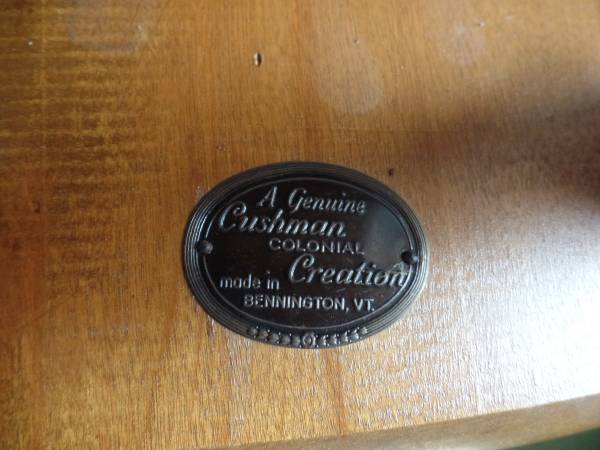 A Genuine
Cushman
COLONIAL
Creation
made in
BENNINGTON, VT.